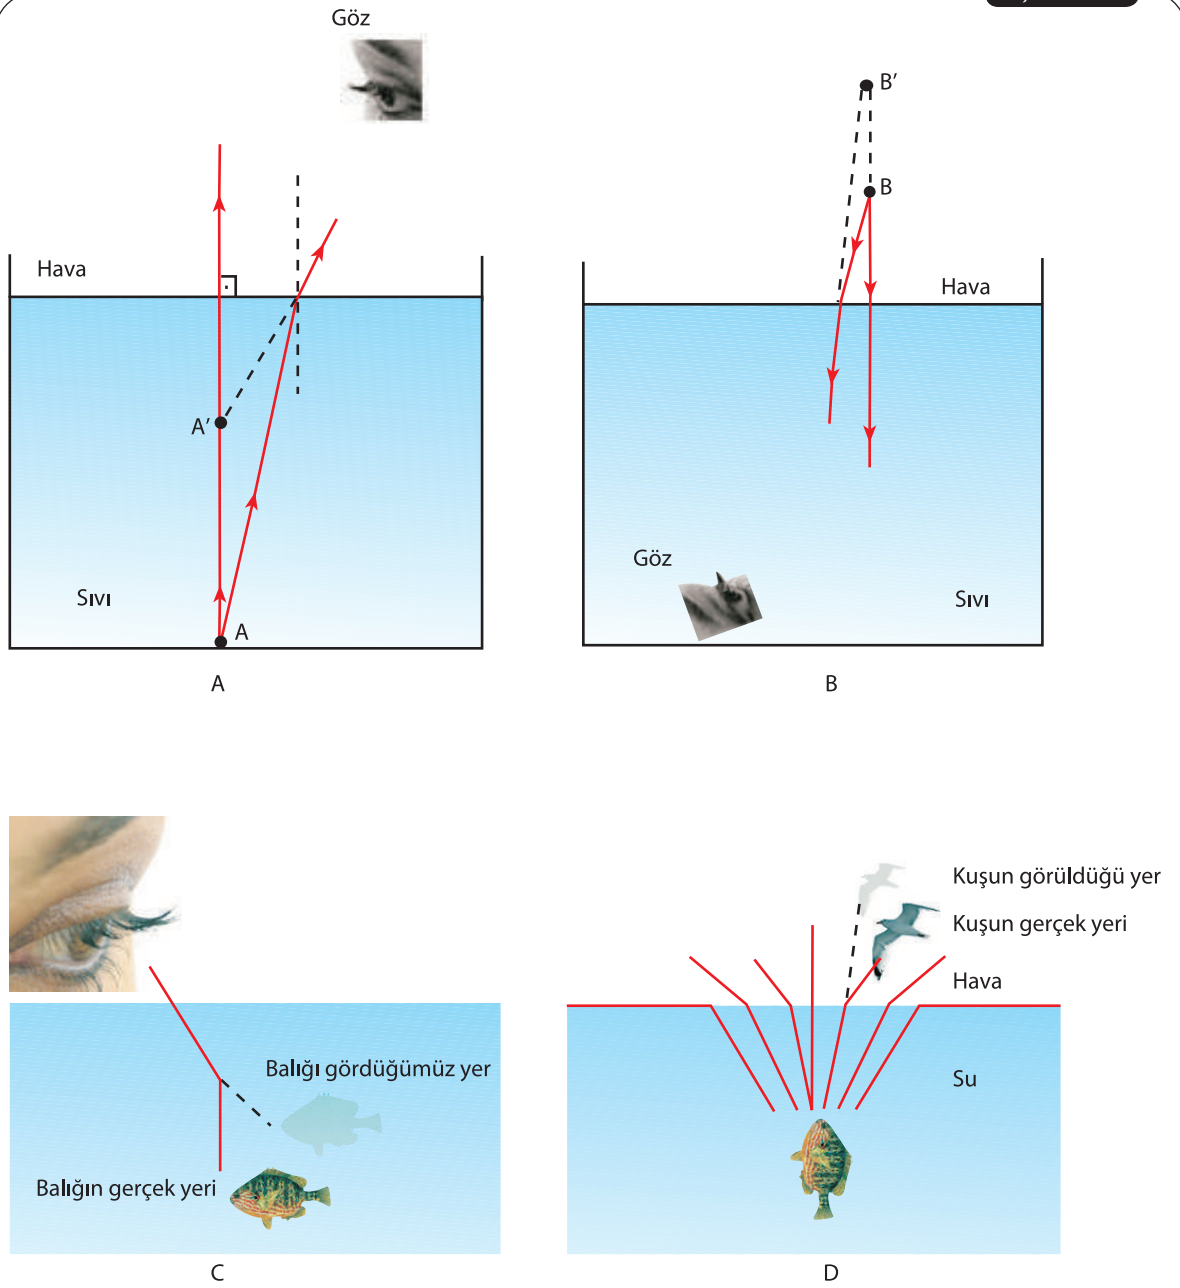 Göz
Hava
A'
Sıvı
A
A
B'
B
Hava
Göz
Sıvı
B
Balığı gördüğümüz yer
Balığın gerçek yeri
C
Kuşun görüldüğü yer
Kuşun gerçek yeri
Hava
Su
D